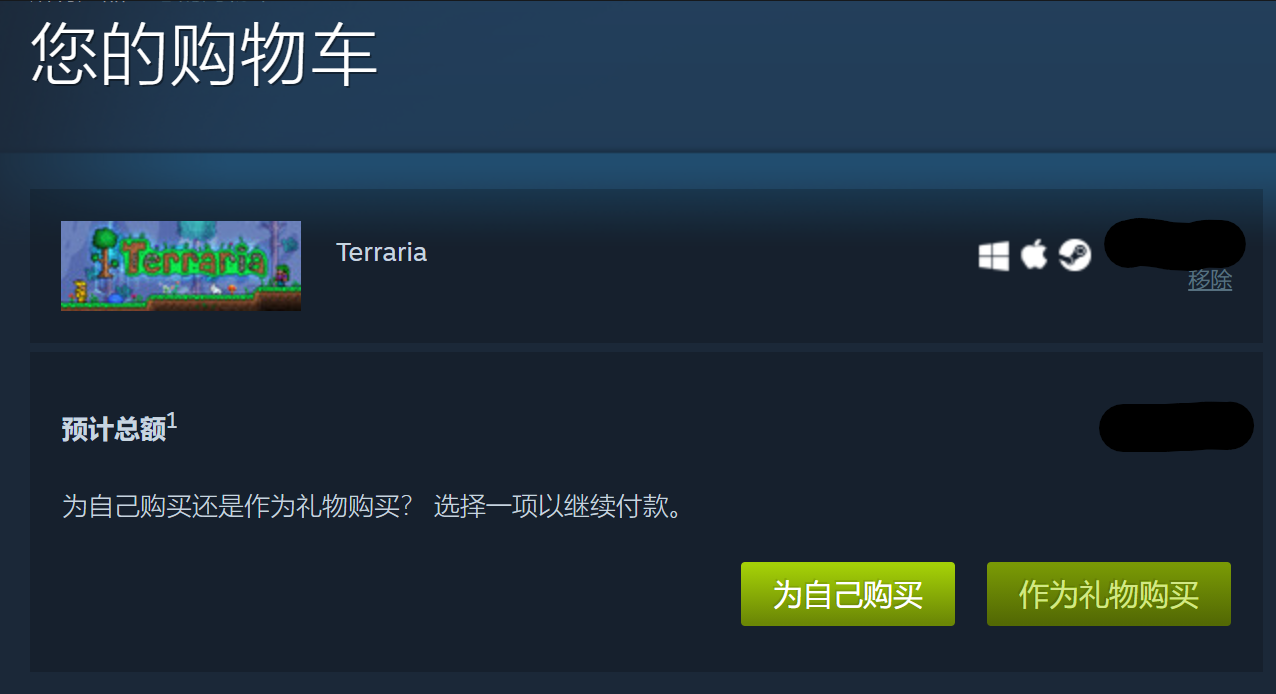 您的购物车
Terraria
Terraria
移除
预计总额1
为自己购买还是作为礼物购买？ 选择一项以继续付款。
为自己购买
作为礼物购买